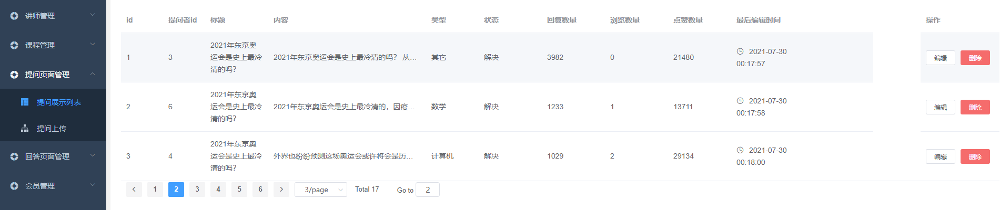 讲师管理
课程管理
提问页面管理
提问展示列表
提问上传
回答页面管理
会员管理
id 提问者id 标题 内容 类型 状态 回复数量 浏览数量 点赞数量 最后编辑时间 操作
2021年东京奥
运会是史上最冷
清的吗?
1 3 2021年东京奥运会是史上最冷清的吗? 从... 其它 解决 3982 0 21480
2021-07-30
00:17:57
编辑 删除
2021年东京奥
运会是史上最冷
清的吗?
2 6 2021年东京奥运会是史上最冷清的，因疫... 数学 解决 1233 1 13711
2021-07-30
00:17:58
编辑 删除
2021年东京奥
运会是史上最冷
清的吗?
3 4 外界也纷纷预测这场奥运会或许将会是历... 计算机 解决 1029 2 29134
2021-07-30
00:18:00
编辑 删除
1 2 3 4 5 6 3/page Total 17 Go to 2